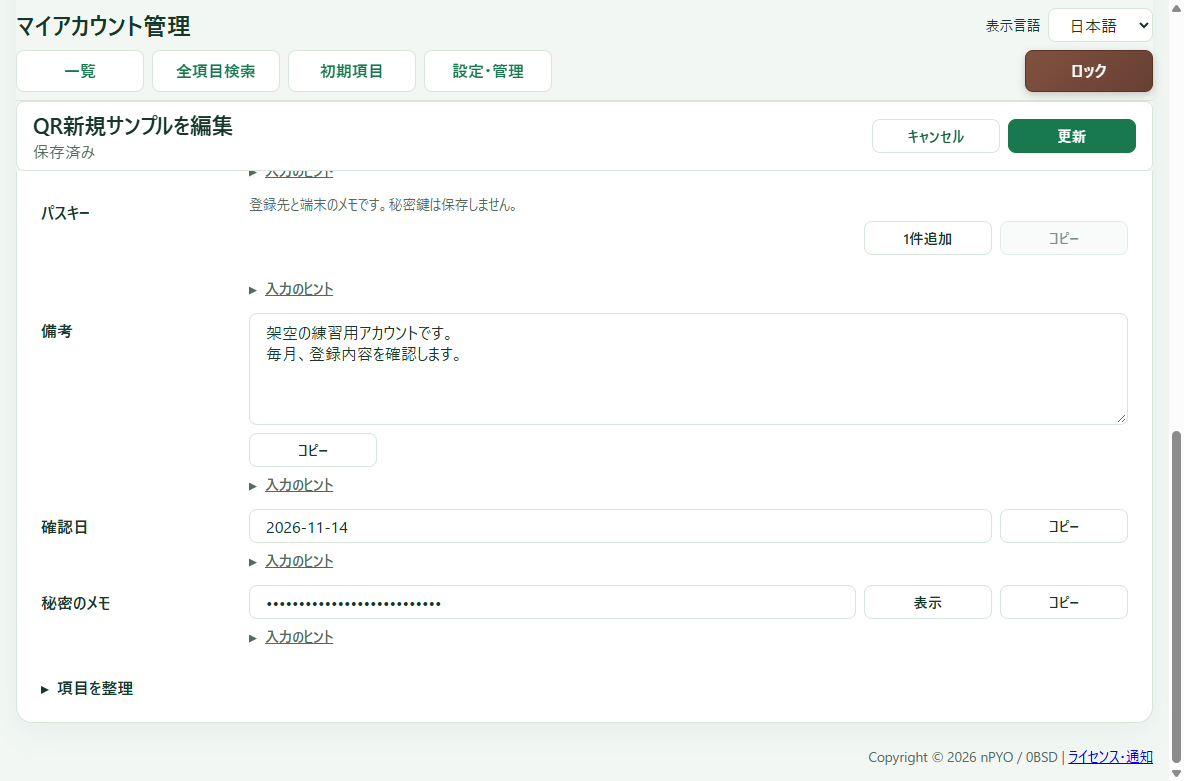 マイアカウント管理
表示言語 日本語
一覧 全項目検索 初期項目 設定・管理 ロック
QR新規サンプルを編集
保存済み
キャンセル 更新
入力のヒント
パスキー
登録先と端末のメモです。秘密鍵は保存しません。
1件追加 コピー
入力のヒント
備考
架空の練習用アカウントです。
毎月、登録内容を確認します。
コピー
入力のヒント
確認日 2026-11-14 コピー
入力のヒント
秘密のメモ ••••••••••••••••••••••••••• 表示 コピー
入力のヒント
項目を整理
Copyright © 2026 nPYO / 0BSD | ライセンス・通知